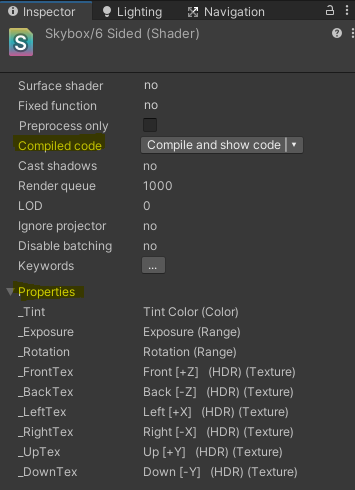 Inspector Lighting Navigation
Skybox/6 Sided (Shader)
S
Surface shader no
Fixed function no
Preprocess only
Compiled code Compile and show code
Cast shadows no
Render queue 1000
LOD 0
Ignore projector no
Disable batching no
Keywords ...
Properties
_Tint Tint Color (Color)
_Exposure Exposure (Range)
_Rotation Rotation (Range)
_FrontTex Front [+Z] (HDR) (Texture)
_BackTex Back [-Z] (HDR) (Texture)
_LeftTex Left [+X] (HDR) (Texture)
_RightTex Right [-X] (HDR) (Texture)
_UpTex Up [+Y] (HDR) (Texture)
_DownTex Down [-Y] (HDR) (Texture)